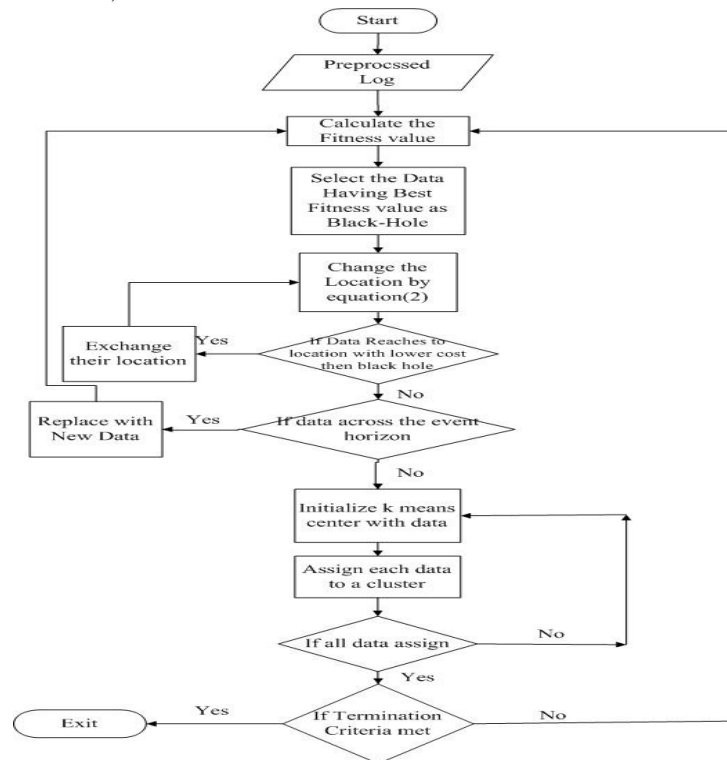 Start
Preprocssed
Log
Calculate the
Fitness value
Select the Data
Having Best
Fitness value as
Black-Hole
Change the
Location by
equation(2)
Exchange
their location
Yes
If Data Reaches to
location with lower cost
then black hole
No
Replace with
New Data
Yes
If data across the event
horizon
No
Initialize k means
center with data
Assign each data
to a cluster
If all data assign
No
Yes
Exit
Yes
If Termination
Criteria met
No